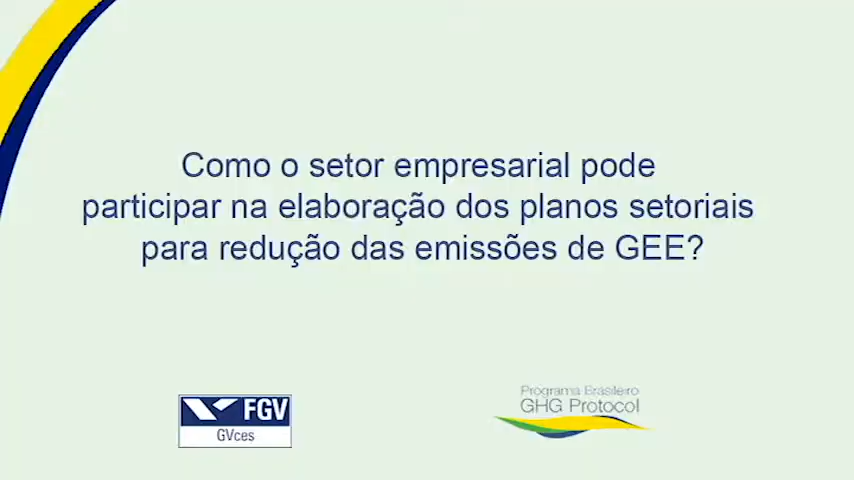 Como o setor empresarial pode
participar na elaboração dos planos setoriais
para redução das emissões de GEE?
FGV
GVces
Programa Brasileiro
GHG Protocol